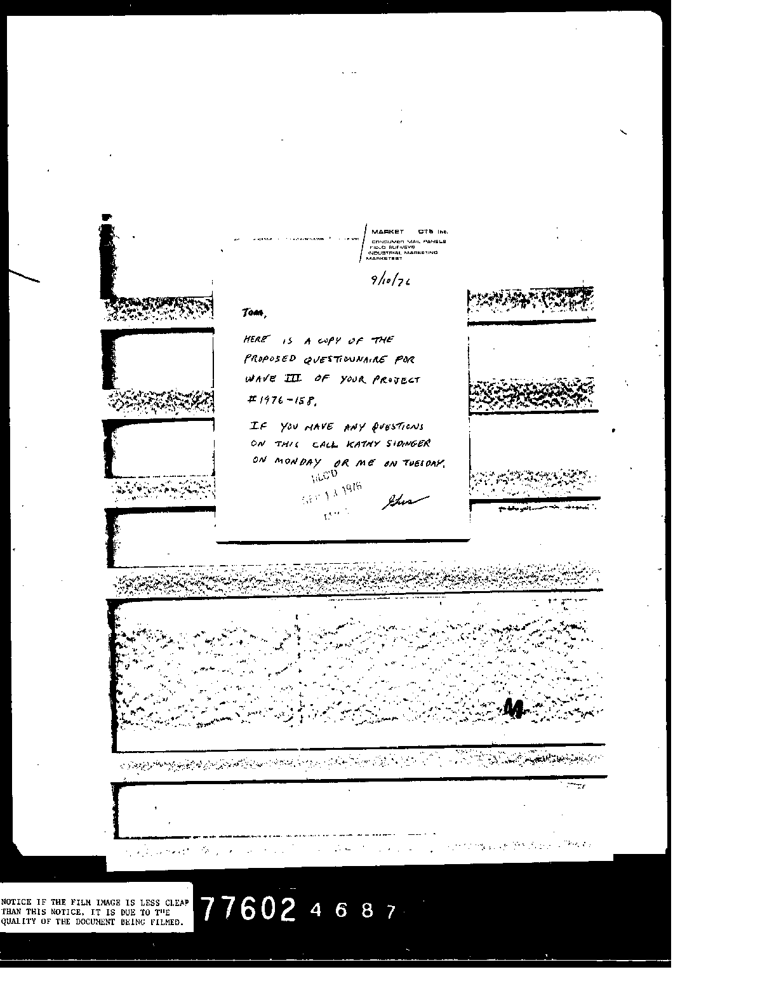 MARKET
CONSUMER MAIL PANELS
FIELD SURVEYS
INDUSTRIAL MARKETING
MARKETEST
9/10/76
Tom,
HERE IS A COPY OF THE
PROPOSED QUESTIONNAIRE FOR
WAVE III OF YOUR PROJECT
#1976-158.
IF YOU HAVE ANY QUESTIONS
ON THIS CALL KATHY SIDINGER
ON MONDAY OR ME ON TUESDAY.
REC'D
SEP 13 1976
M
NOTICE IF THE FILM IMAGE IS LESS CLEAR
THAN THIS NOTICE, IT IS DUE TO THE
QUALITY OF THE DOCUMENT BEING FILMED.
77602 4687